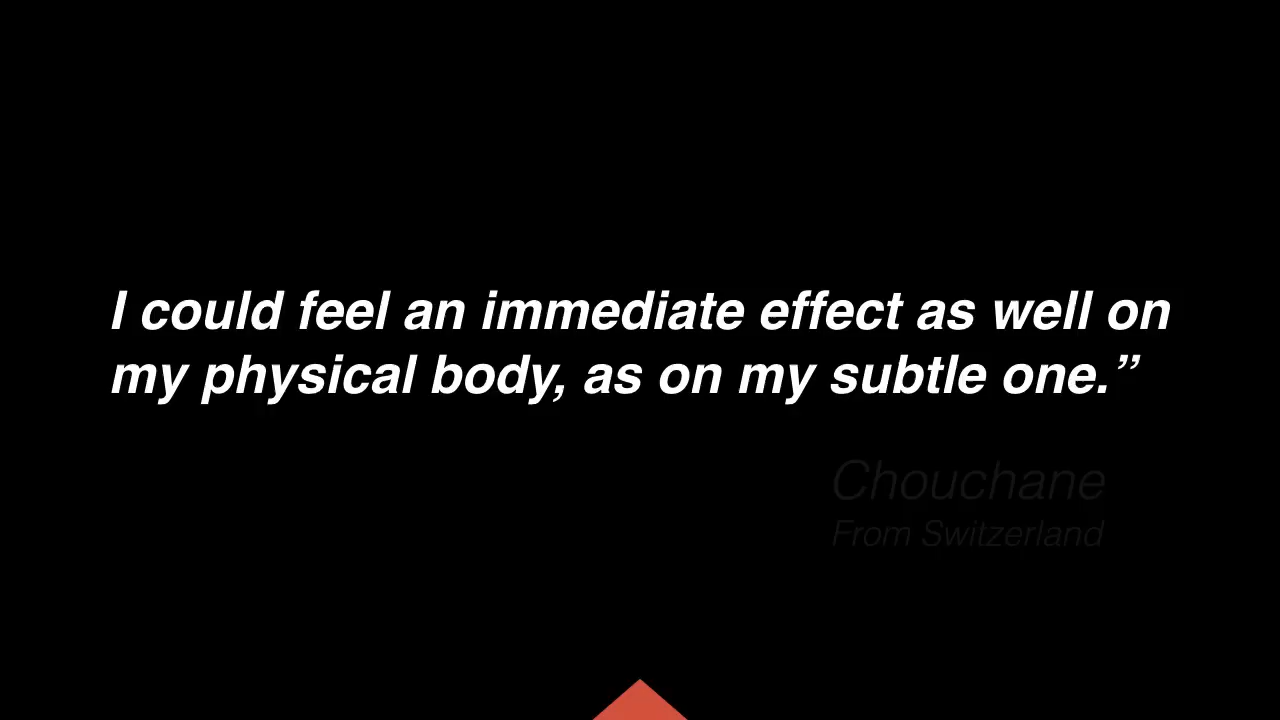 I could feel an immediate effect as well on
my physical body, as on my subtle one.”
Chouchane
From Switzerland